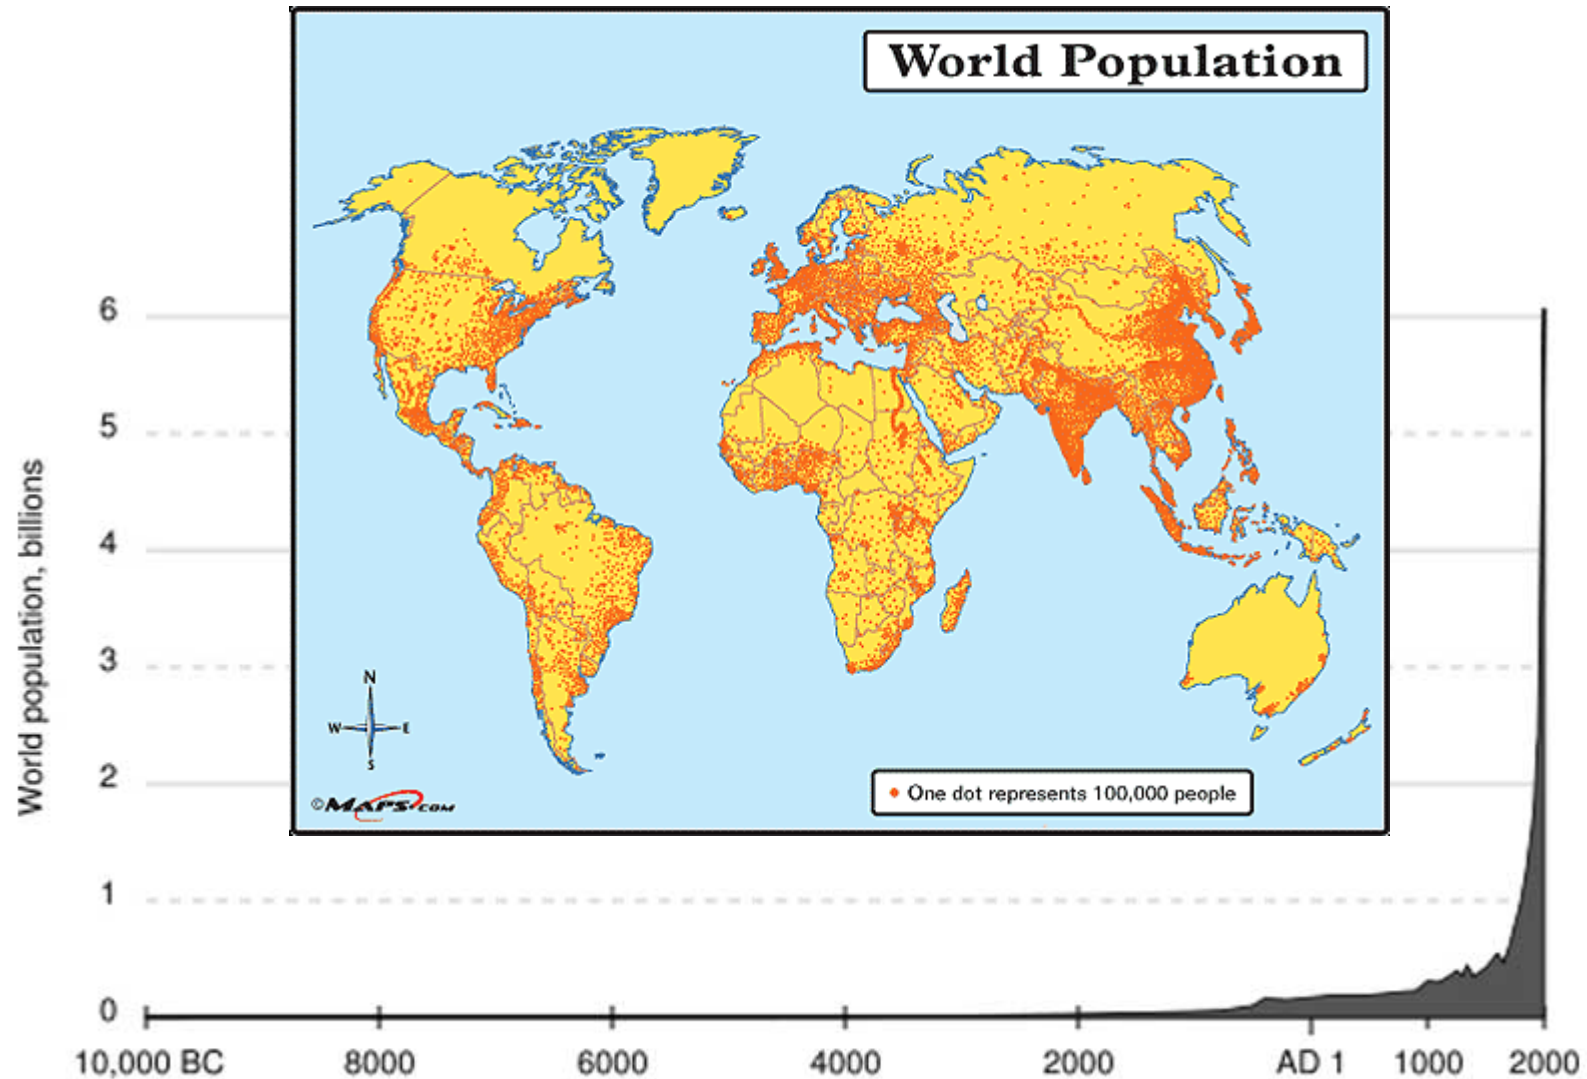 World Population
6
5
4
3
2
1
0
World population, billions
N
W E
S
©MAPS.COM
One dot represents 100,000 people
10,000 BC 8000 6000 4000 2000 AD 1 1000 2000